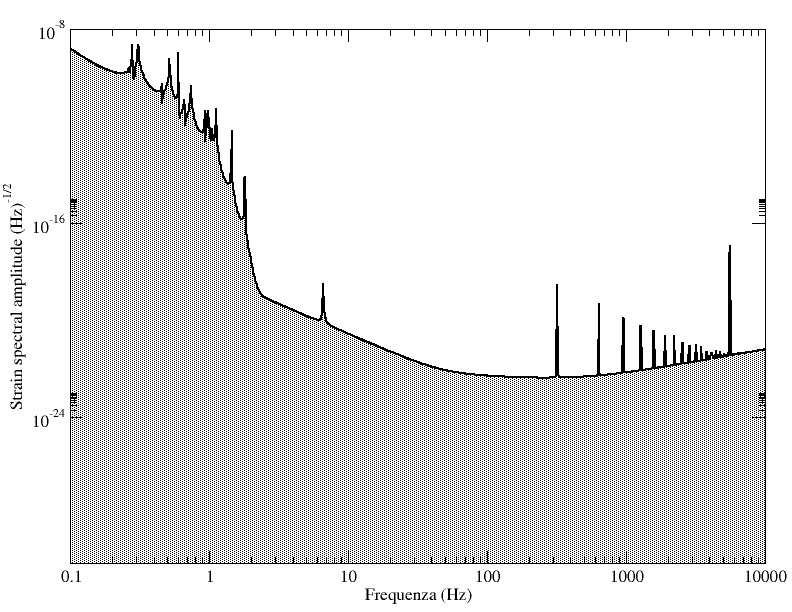 10-8
10-16
10-24
Strain spectral amplitude (Hz)-1/2
0.1 1 10 100 1000 10000
Frequenza (Hz)